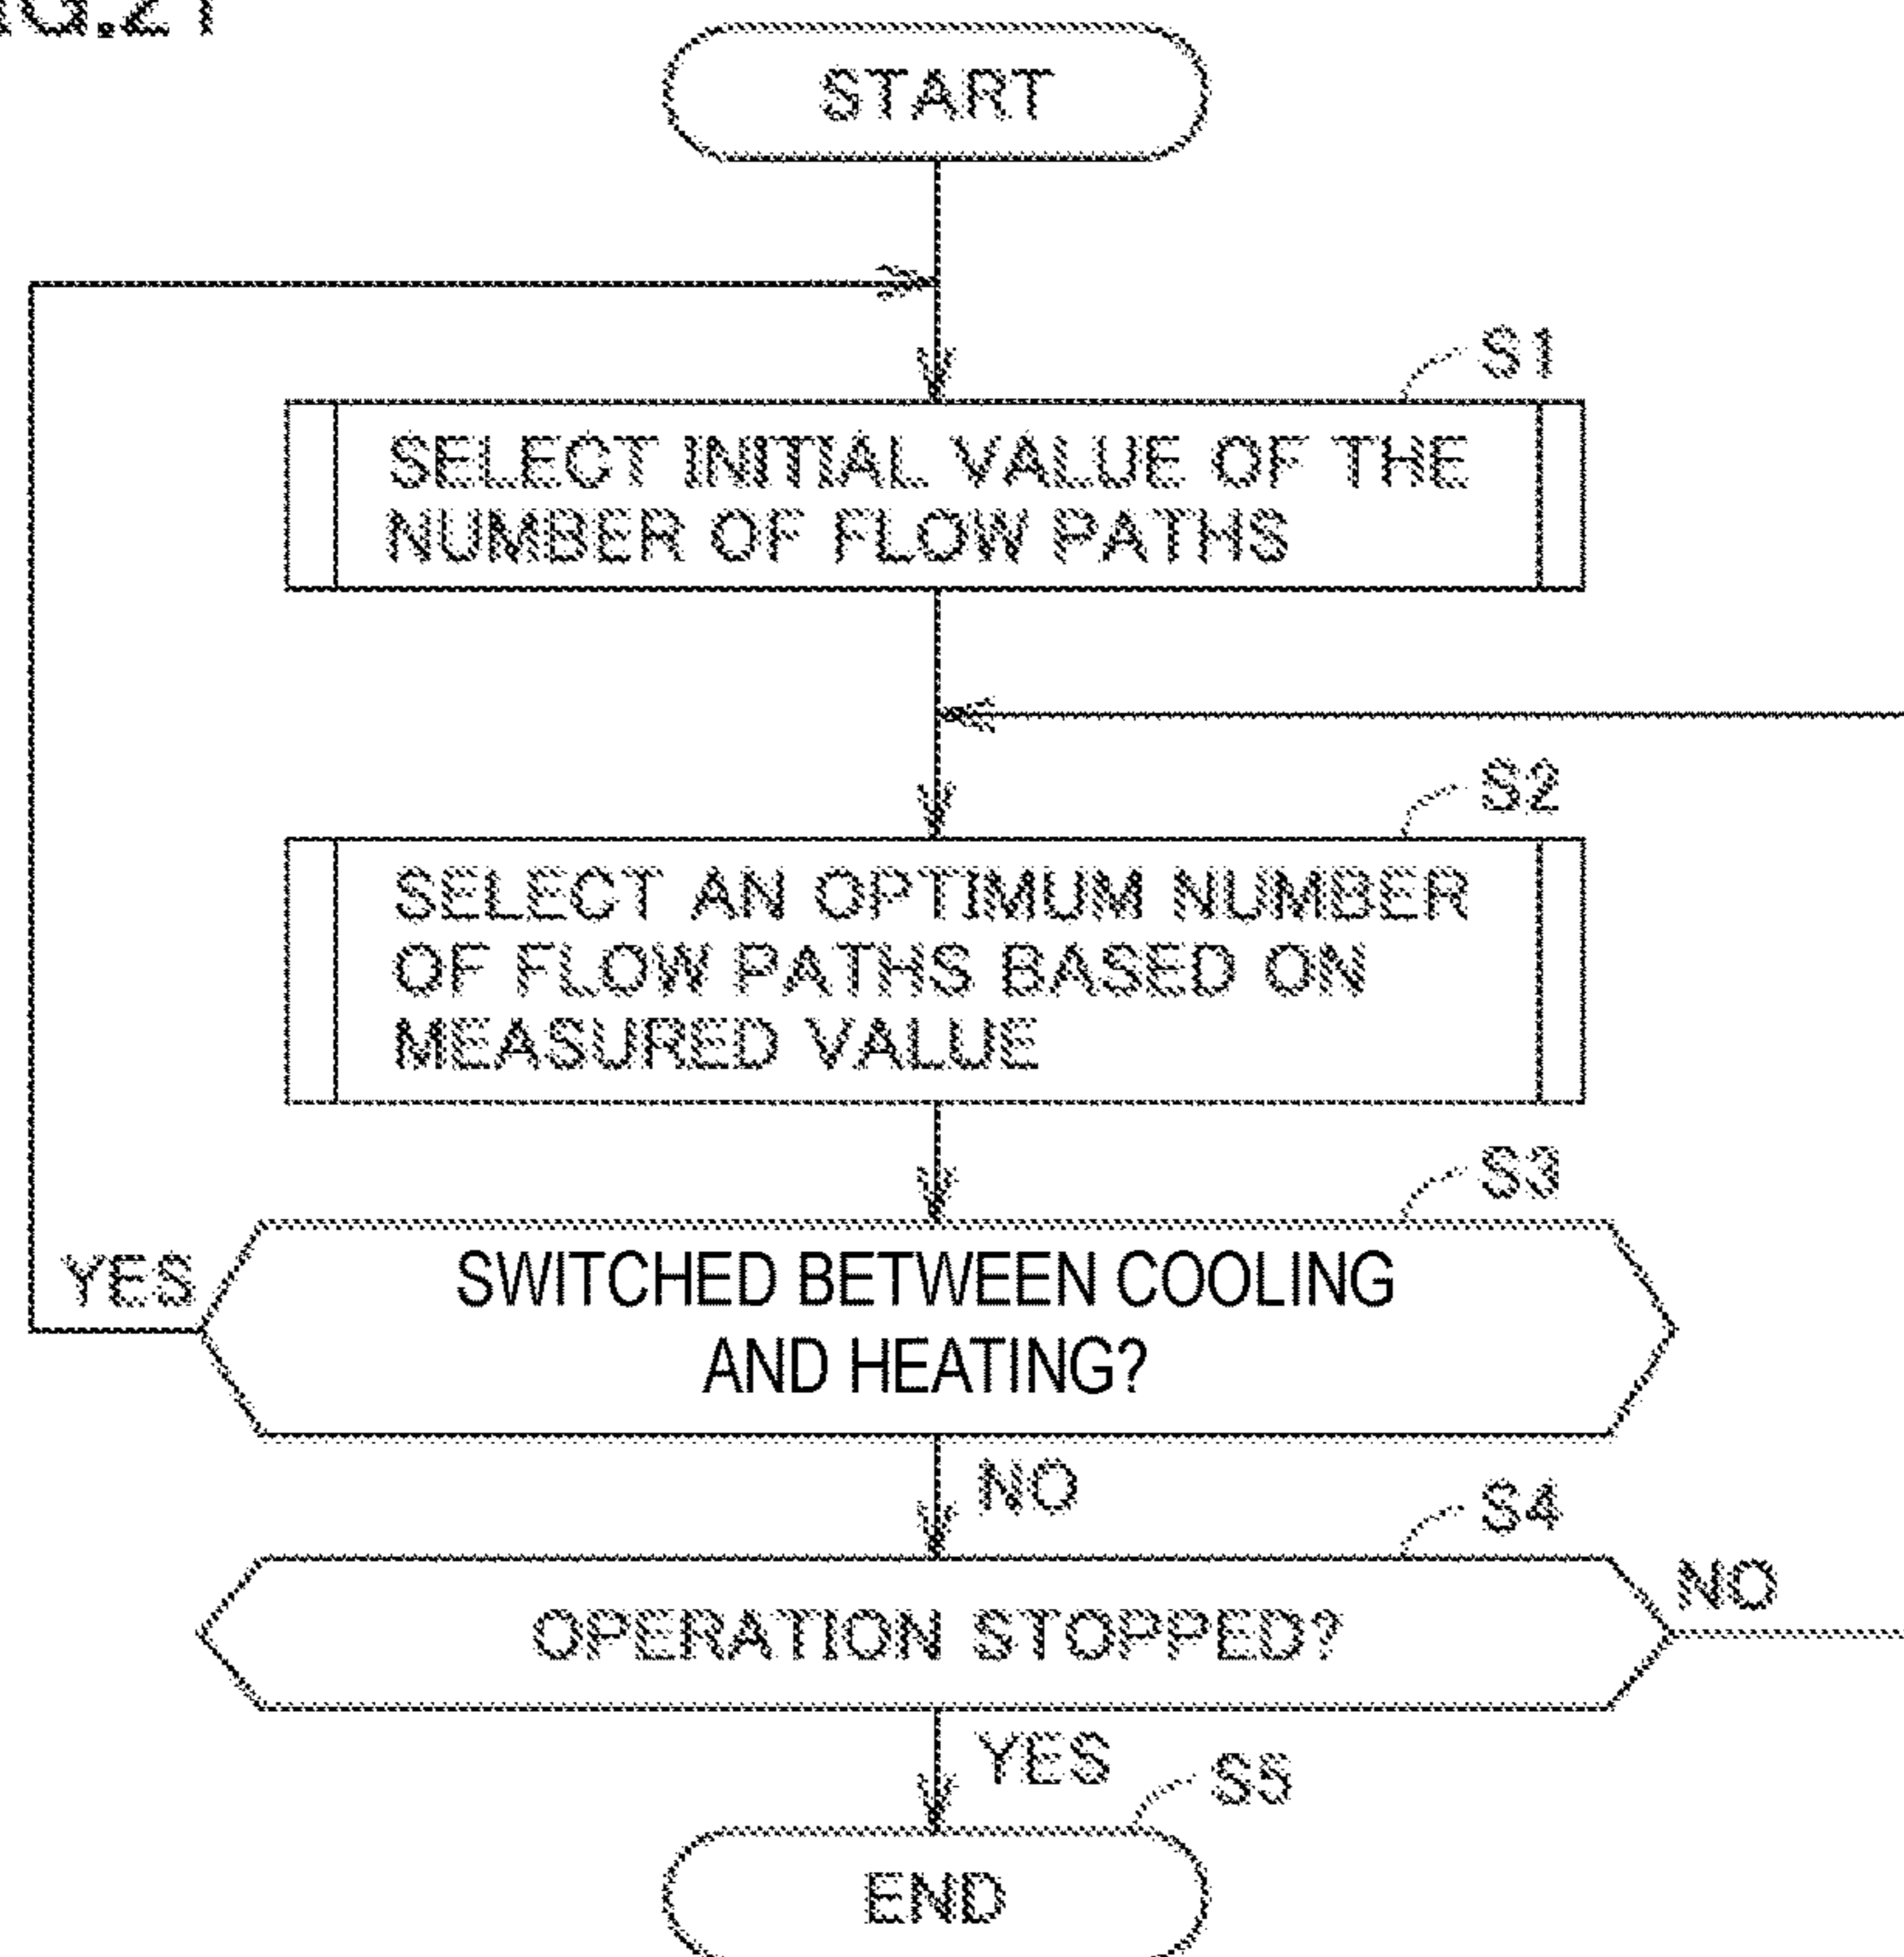 START
S1
SELECT INITIAL VALUE OF THE
NUMBER OF FLOW PATHS
S2
SELECT AN OPTIMUM NUMBER
OF FLOW PATHS BASED ON
MEASURED VALUE
S3
YES
SWITCHED BETWEEN COOLING
AND HEATING?
NO
S4
OPERATION STOPPED?
NO
YES
S5
END